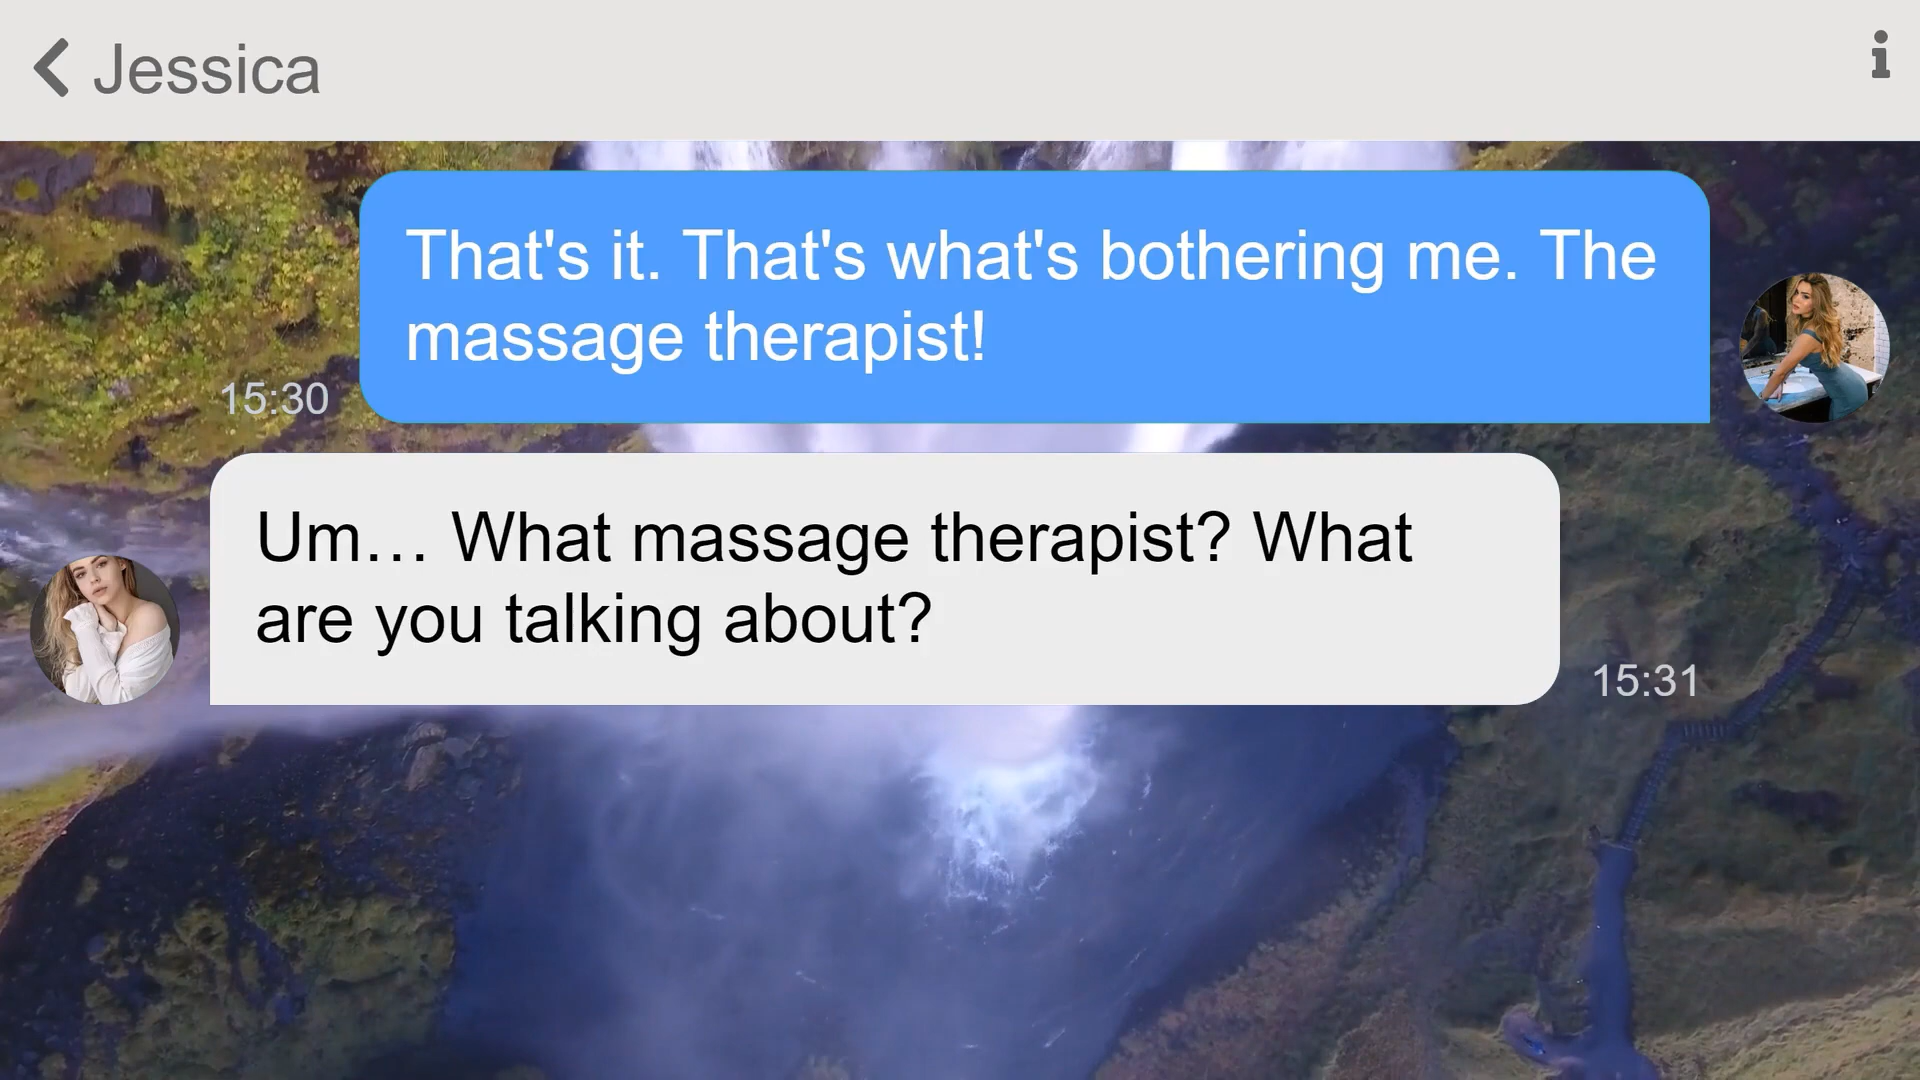 Jessica
That's it. That's what's bothering me. The
massage therapist!
15:30
Um… What massage therapist? What
are you talking about?
15:31